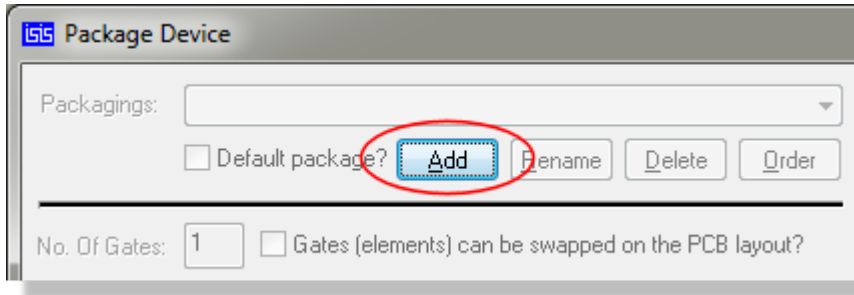 isis Package Device
Packagings:
Default package? Add Rename Delete Order
No. Of Gates: 1 Gates (elements) can be swapped on the PCB layout?